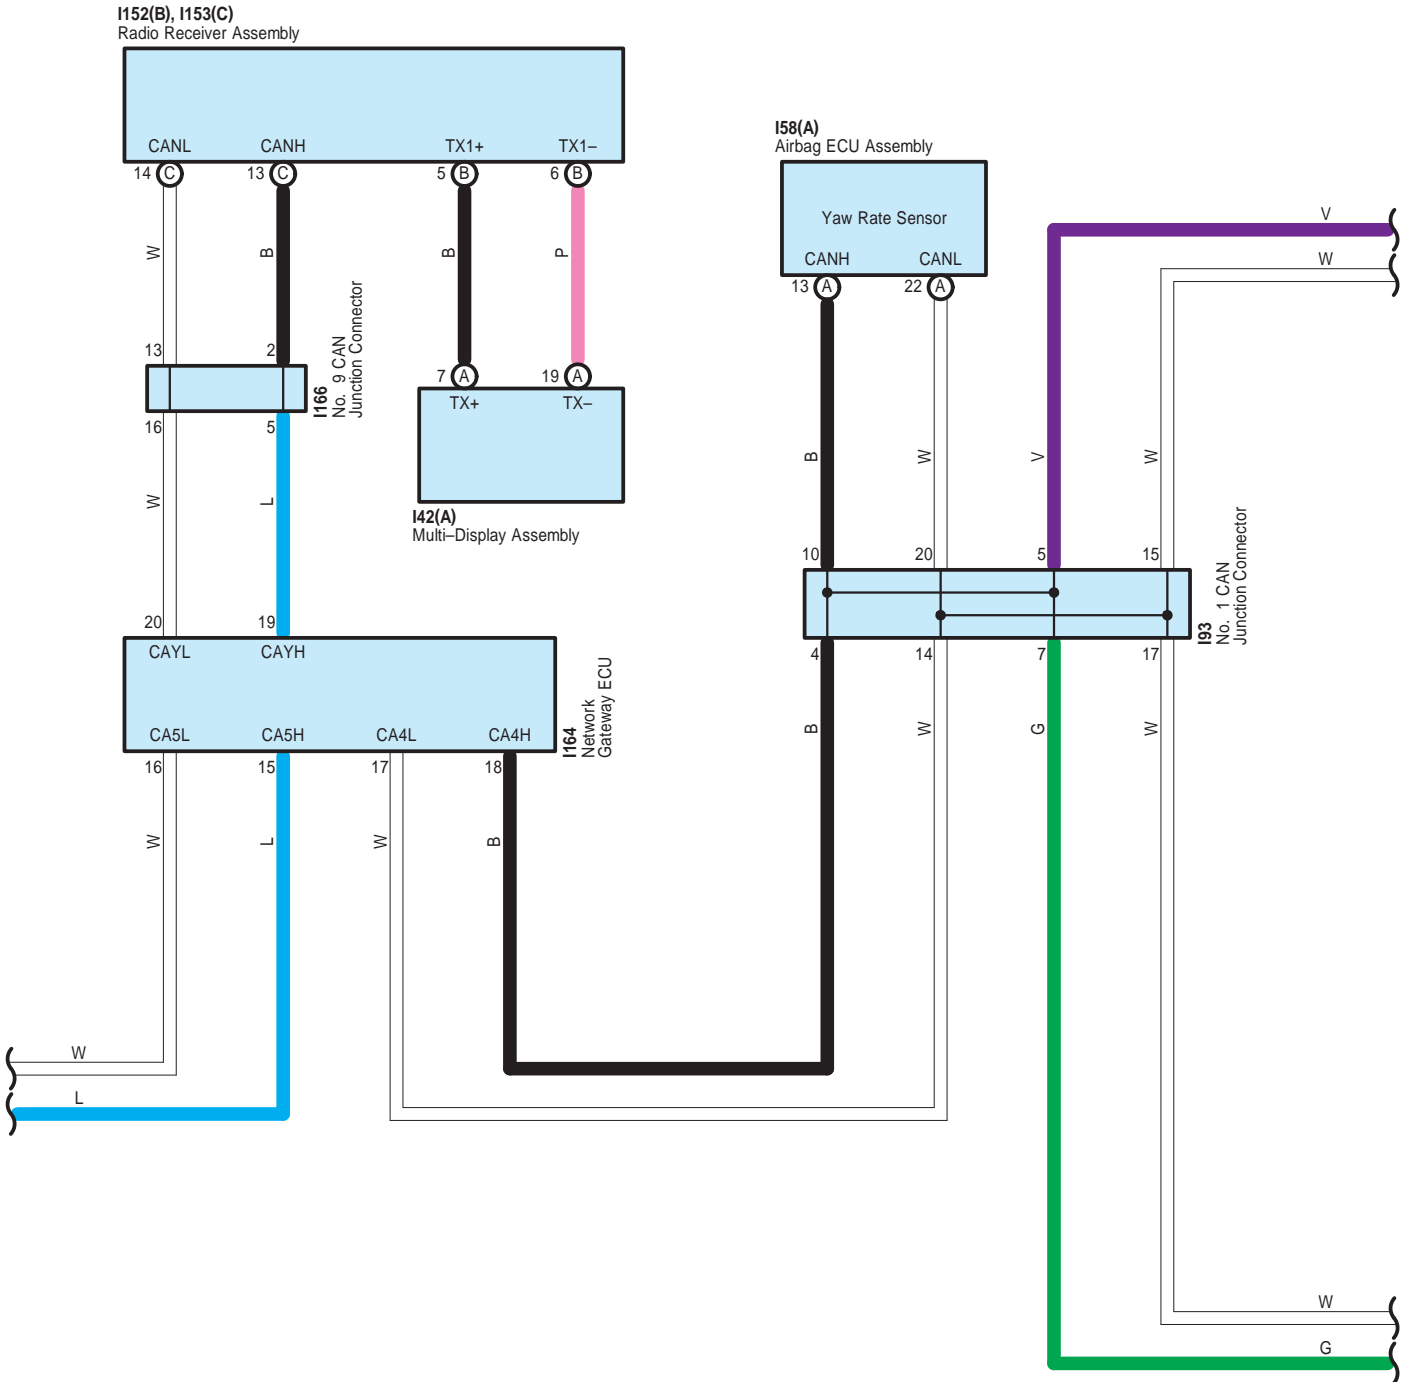 I152(B), I153(C)
Radio Receiver Assembly
CANL CANH TX1+ TX1–
14 C 13 C 5 B 6 B
W B B P
I58(A)
Airbag ECU Assembly
Yaw Rate Sensor
CANH CANL
13 A 22 A
V
W
13 2
I166
No. 9 CAN
Junction Connector
16 5
7 A 19 A
TX+ TX–
I42(A)
Multi–Display Assembly
W L
B W V W
10 20 5 15
I93
No. 1 CAN
Junction Connector
4 14 7 17
B W G W
20 19
CAYL CAYH
CA5L CA5H CA4L CA4H
I164
Network
Gateway ECU
16 15 17 18
W L W B
W
L
W
G